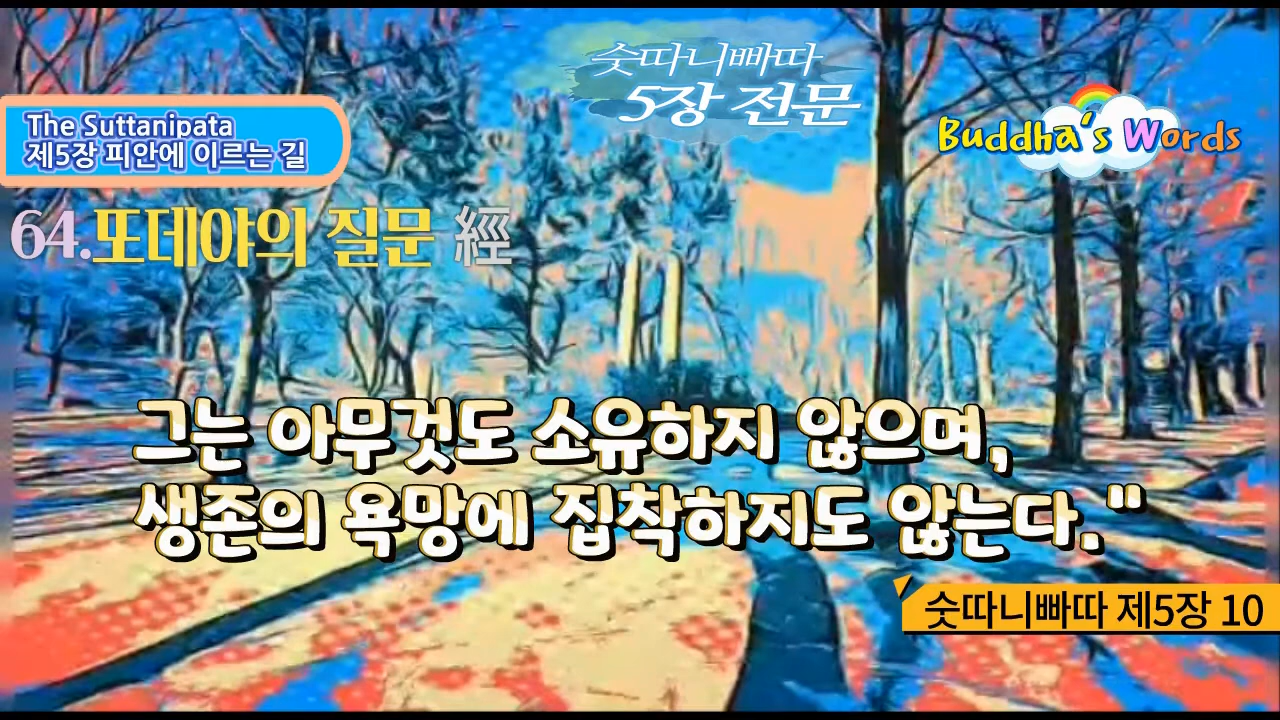 숫따니빠따
5장 전문
The Suttanipata
제5장 피안에 이르는 길
Buddha's Words
64.또데야의 질문 經
그는 아무것도 소유하지 않으며,
생존의 욕망에 집착하지도 않는다."
숫따니빠따 제5장 10